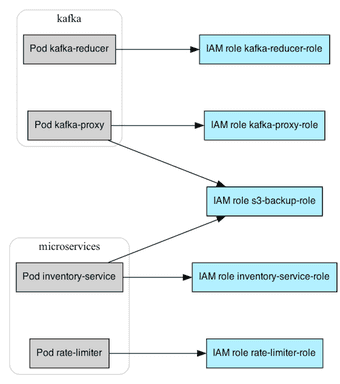 kafka
Pod kafka-reducer
IAM role kafka-reducer-role
Pod kafka-proxy
IAM role kafka-proxy-role
IAM role s3-backup-role
microservices
Pod inventory-service
IAM role inventory-service-role
Pod rate-limiter
IAM role rate-limiter-role